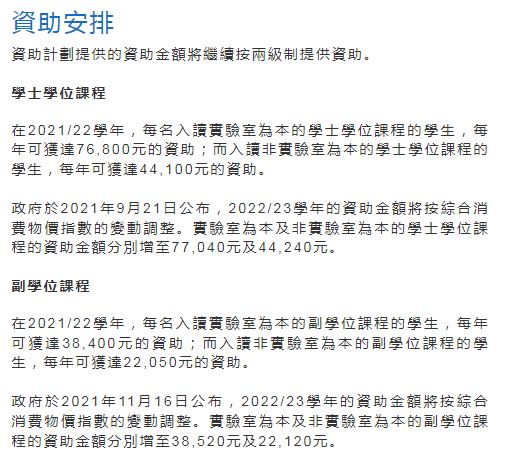 資助安排
資助計劃提供的資助金額將繼續按兩級制提供資助。
學士學位課程
在2021/22學年，每名入讀實驗室為本的學士學位課程的學生，每
年可獲達76,800元的資助；而入讀非實驗室為本的學士學位課程的
學生，每年可獲達44,100元的資助。
政府於2021年9月21日公布，2022/23學年的資助金額將按綜合消
費物價指數的變動調整。實驗室為本及非實驗室為本的學士學位課
程的資助金額分別增至77,040元及44,240元。
副學位課程
在2021/22學年，每名入讀實驗室為本的副學位課程的學生，每年
可獲達38,400元的資助；而入讀非實驗室為本的副學位課程的學
生，每年可獲達22,050元的資助。
政府於2021年11月16日公布，2022/23學年的資助金額將按綜合
消費物價指數的變動調整。實驗室為本及非實驗室為本的副學位課
程的資助金額分別增至38,520元及22,120元。